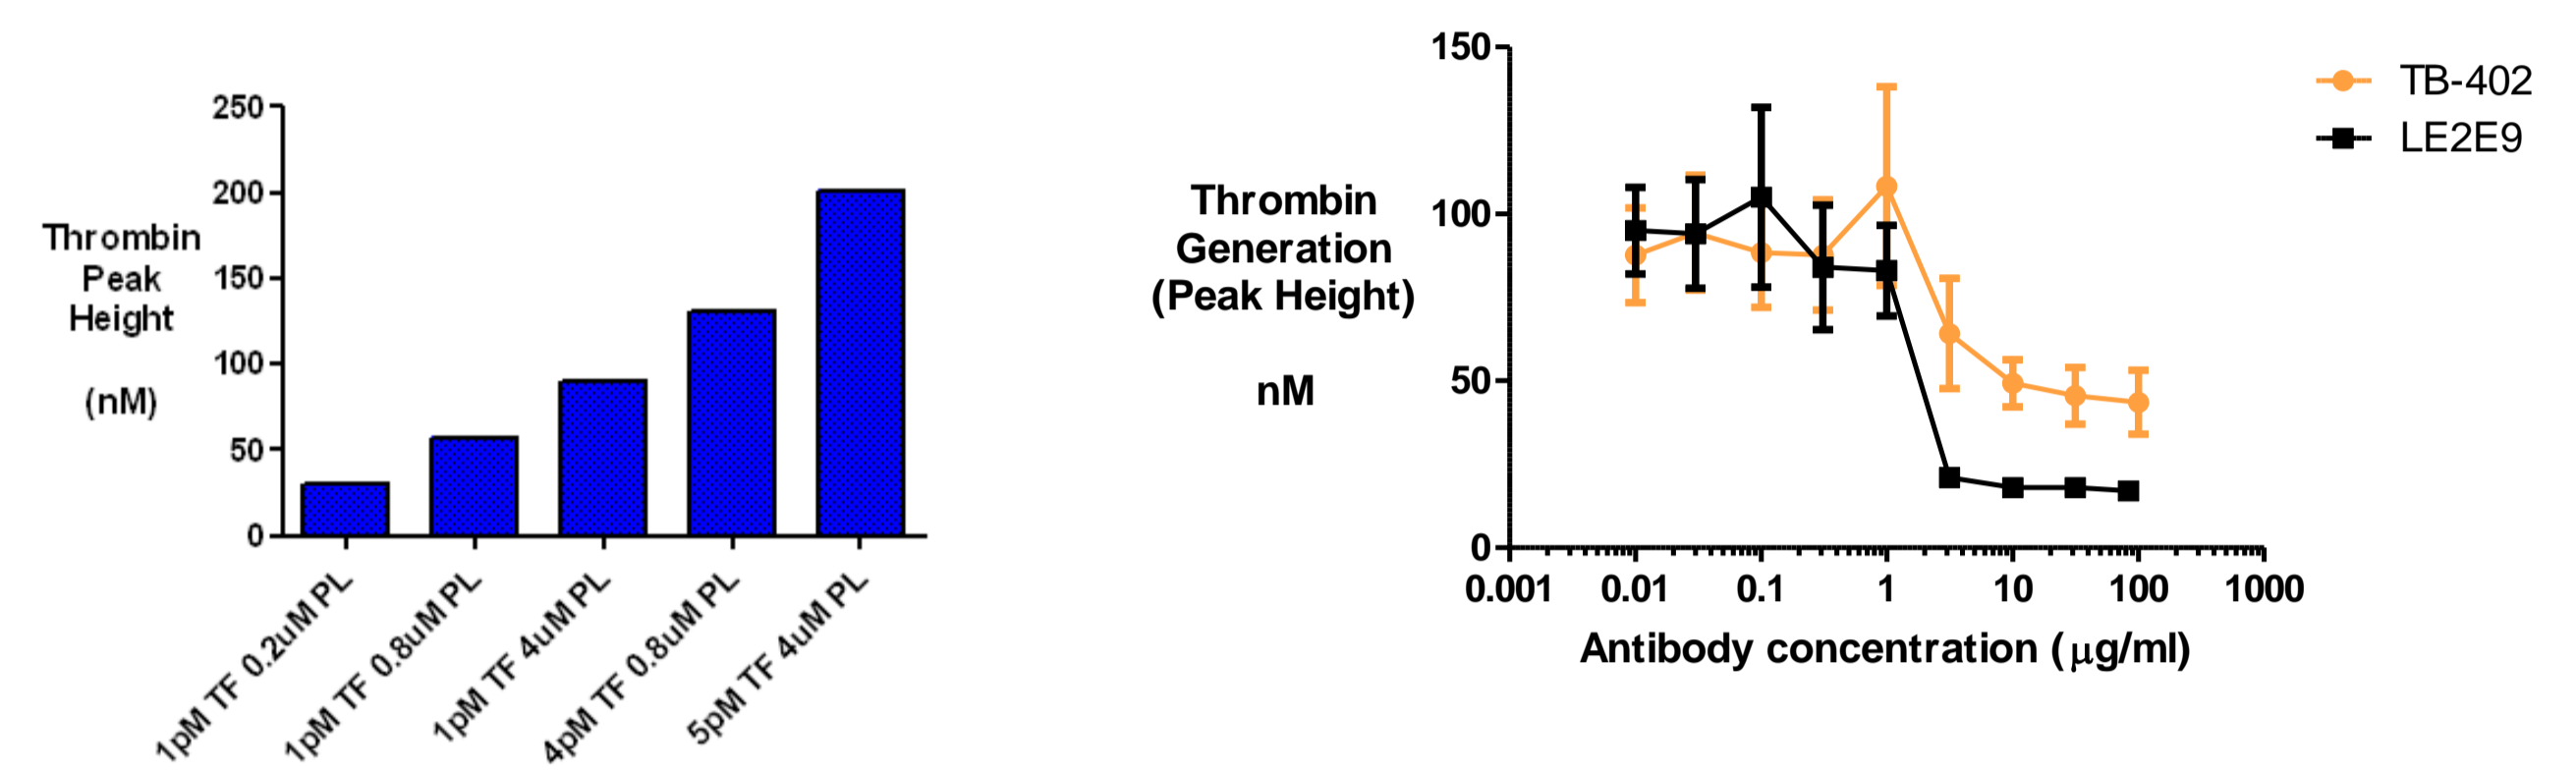 250
200
150
100
50
0
Thrombin
Peak
Height
(nM)
1pM TF 0.2uM PL
1pM TF 0.8uM PL
1pM TF 4uM PL
4pM TF 0.8uM PL
5pM TF 4uM PL
150
100
50
0
Thrombin
Generation
(Peak Height)
nM
0.001 0.01 0.1 1 10 100 1000
Antibody concentration (μg/ml)
TB-402
LE2E9